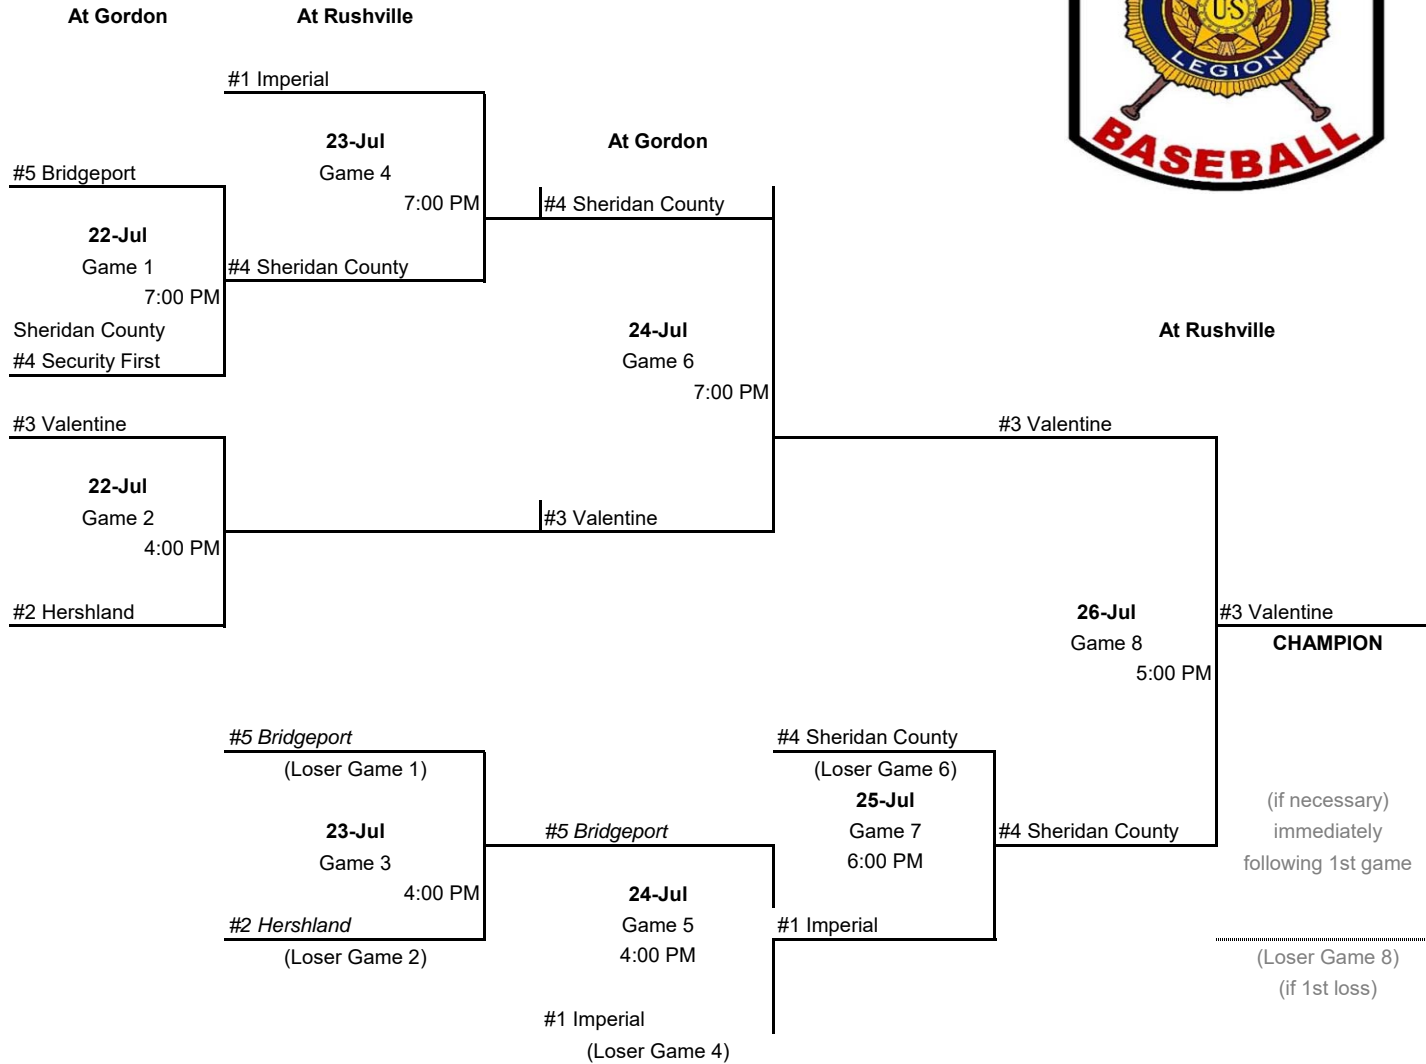 At Gordon
At Rushville
U.S
LEGION
BASEBALL
#1 Imperial
23-Jul
Game 4
7:00 PM
At Gordon
#5 Bridgeport
#4 Sheridan County
22-Jul
Game 1
7:00 PM
#4 Sheridan County
Sheridan County
#4 Security First
24-Jul
Game 6
7:00 PM
At Rushville
#3 Valentine
#3 Valentine
22-Jul
Game 2
4:00 PM
#3 Valentine
#2 Hershland
26-Jul
Game 8
5:00 PM
#3 Valentine
CHAMPION
#5 Bridgeport
(Loser Game 1)
#4 Sheridan County
(Loser Game 6)
23-Jul
Game 3
4:00 PM
#5 Bridgeport
25-Jul
Game 7
6:00 PM
#4 Sheridan County
(if necessary)
immediately
following 1st game
#2 Hershland
(Loser Game 2)
24-Jul
Game 5
4:00 PM
#1 Imperial
(Loser Game 8)
(if 1st loss)
#1 Imperial
(Loser Game 4)